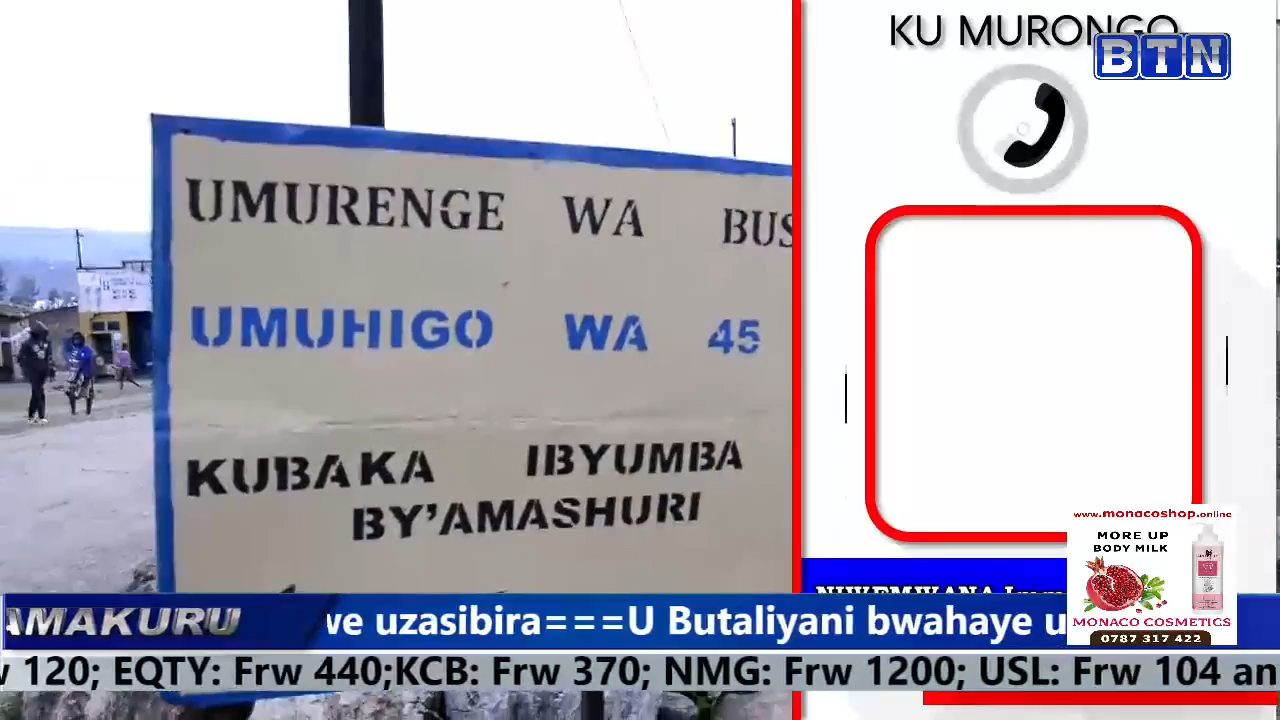 KU MURONGO
BTN
UMURENGE WA BUS
UMUHIGO WA 45
KUBAKA IBYUMBA
BY'AMASHURI
www.monacoshop.online
MORE UP
BODY MILK
MONACO COSMETICS
0787 317 422
AMAKURU
we uzasibira===U Butaliyani bwahaye u
120; EQTY: Frw 440;KCB: Frw 370; NMG: Frw 1200; USL: Frw 104 an